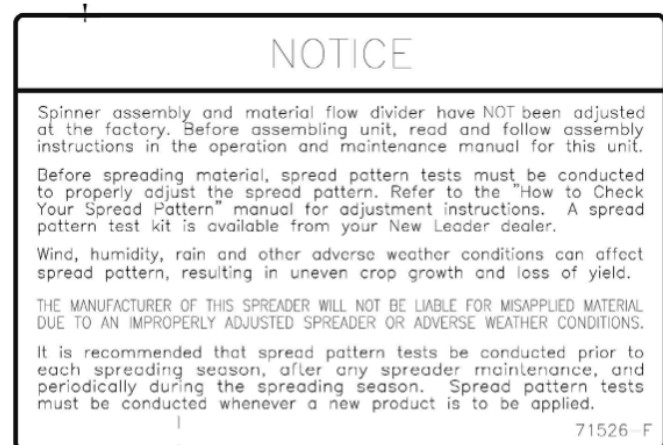 NOTICE
Spinner assembly and material flow divider have NOT been adjusted
at the factory. Before assembling unit, read and follow assembly
instructions in the operation and maintenance manual for this unit.
Before spreading material, spread pattern tests must be conducted
to properly adjust the spread pattern. Refer to the "How to Check
Your Spread Pattern" manual for adjustment instructions. A spread
pattern test kit is available from your New Leader dealer.
Wind, humidity, rain and other adverse weather conditions can affect
spread pattern, resulting in uneven crop growth and loss of yield.
THE MANUFACTURER OF THIS SPREADER WILL NOT BE LIABLE FOR MISAPPLIED MATERIAL
DUE TO AN IMPROPERLY ADJUSTED SPREADER OR ADVERSE WEATHER CONDITIONS.
It is recommended that spread pattern tests be conducted prior to
each spreading season, after any spreader maintenance, and
periodically during the spreading season. Spread pattern tests
must be conducted whenever a new product is to be applied.
71526-F